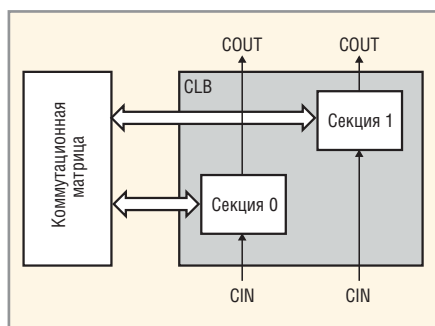 COUT
COUT
CLB
Коммутационная
матрица
Секция 1
Секция 0
CIN
CIN